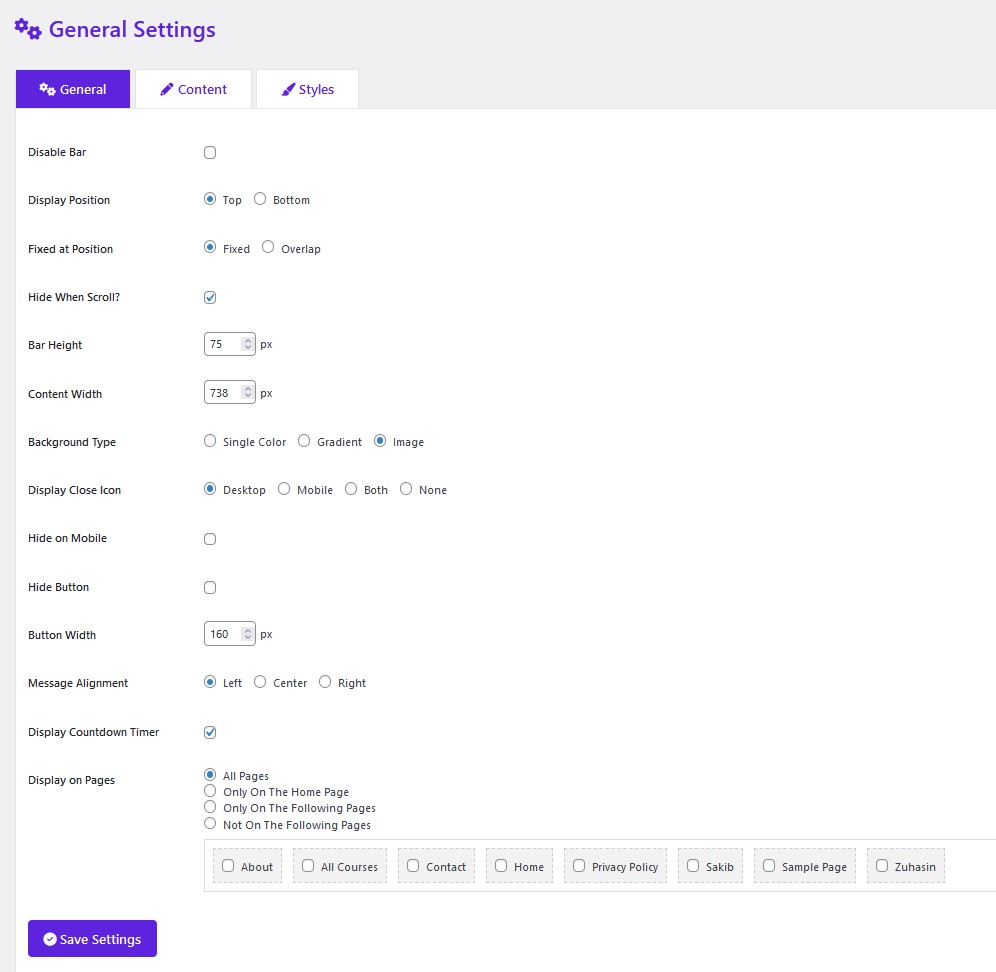 General Settings
General Content Styles
Disable Bar
Display Position Top Bottom
Fixed at Position Fixed Overlap
Hide When Scroll?
Bar Height 75 px
Content Width 738 px
Background Type Single Color Gradient Image
Display Close Icon Desktop Mobile Both None
Hide on Mobile
Hide Button
Button Width 160 px
Message Alignment Left Center Right
Display Countdown Timer
Display on Pages All Pages
Only On The Home Page
Only On The Following Pages
Not On The Following Pages
About All Courses Contact Home Privacy Policy Sakib Sample Page Zuhasin
Save Settings